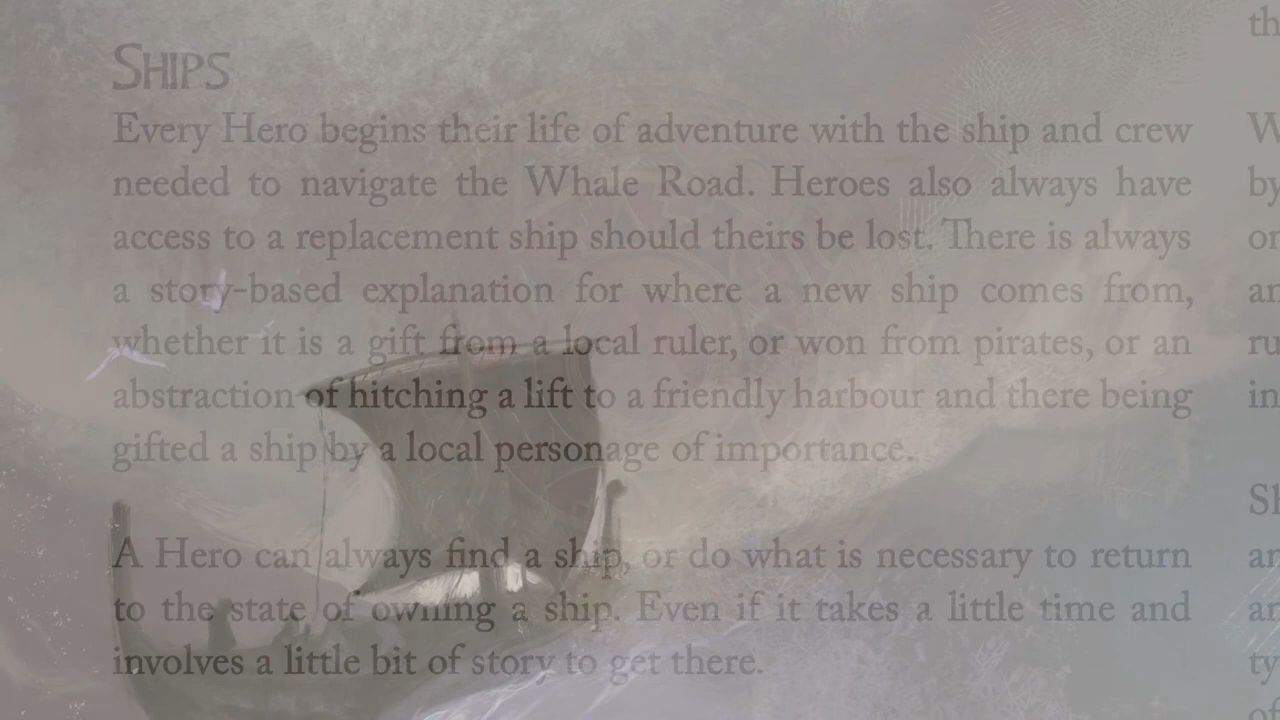 Ships
Every Hero begins their life of adventure with the ship and crew
needed to navigate the Whale Road. Heroes also always have
access to a replacement ship should theirs be lost. There is always
a story-based explanation for where a new ship comes from,
whether it is a gift from a local ruler, or won from pirates, or an
abstraction of hitching a lift to a friendly harbour and there being
gifted a ship by a local personage of importance.
A Hero can always find a ship, or do what is necessary to return
to the state of owning a ship. Even if it takes a little time and
involves a little bit of story to get there.